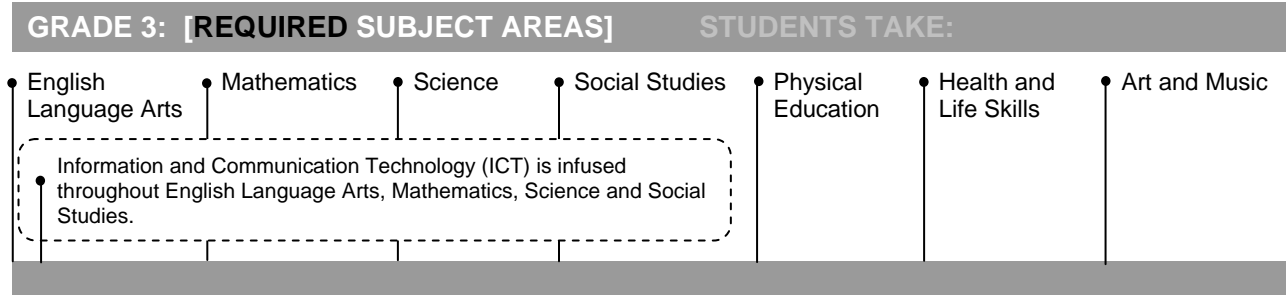 GRADE 3: [REQUIRED SUBJECT AREAS] STUDENTS TAKE:
English
Language Arts
Mathematics
Science
Social Studies
Physical
Education
Health and
Life Skills
Art and Music
Information and Communication Technology (ICT) is infused
throughout English Language Arts, Mathematics, Science and Social
Studies.